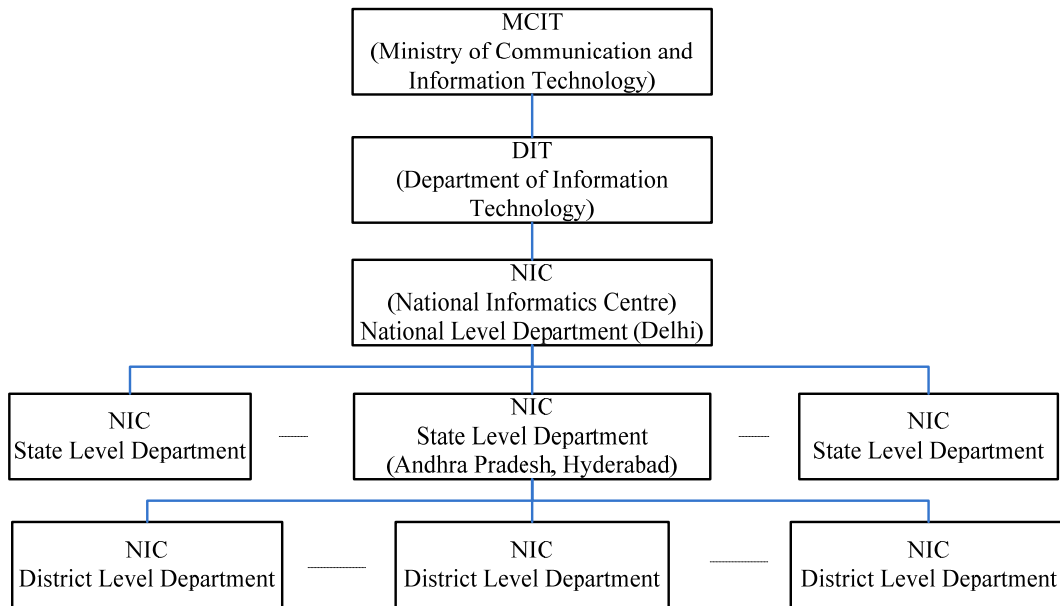 MCIT
(Ministry of Communication and
Information Technology)
DIT
(Department of Information
Technology)
NIC
(National Informatics Centre)
National Level Department (Delhi)
NIC
State Level Department
NIC
State Level Department
(Andhra Pradesh, Hyderabad)
NIC
State Level Department
NIC
District Level Department
NIC
District Level Department
NIC
District Level Department